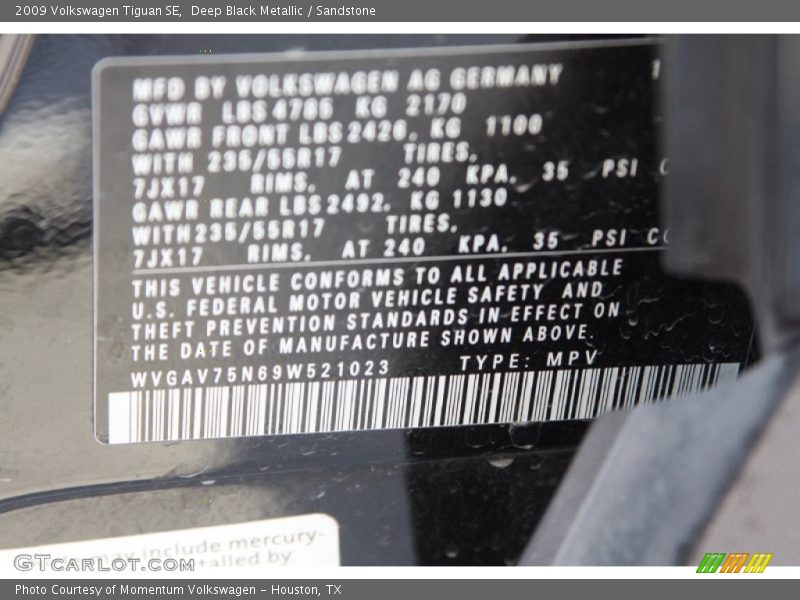 2009 Volkswagen Tiguan SE, Deep Black Metallic / Sandstone
MFD BY VOLKSWAGEN AG GERMANY
GVWR LBS 4785 KG 2170
GAWR FRONT LBS 2426. KG 1100
WITH 235/55R17 TIRES.
7JX17 RIMS. AT 240 KPA. 35 PSI
GAWR REAR LBS 2492. KG 1130
WITH 235/55R17 TIRES.
7JX17 RIMS. AT 240 KPA. 35 PSI
THIS VEHICLE CONFORMS TO ALL APPLICABLE
U.S. FEDERAL MOTOR VEHICLE SAFETY AND
THEFT PREVENTION STANDARDS IN EFFECT ON
THE DATE OF MANUFACTURE SHOWN ABOVE.
WVGAV75N69W521023 TYPE: MPV
may include mercury-
by
GTCARLOT.COM
Photo Courtesy of Momentum Volkswagen - Houston, TX